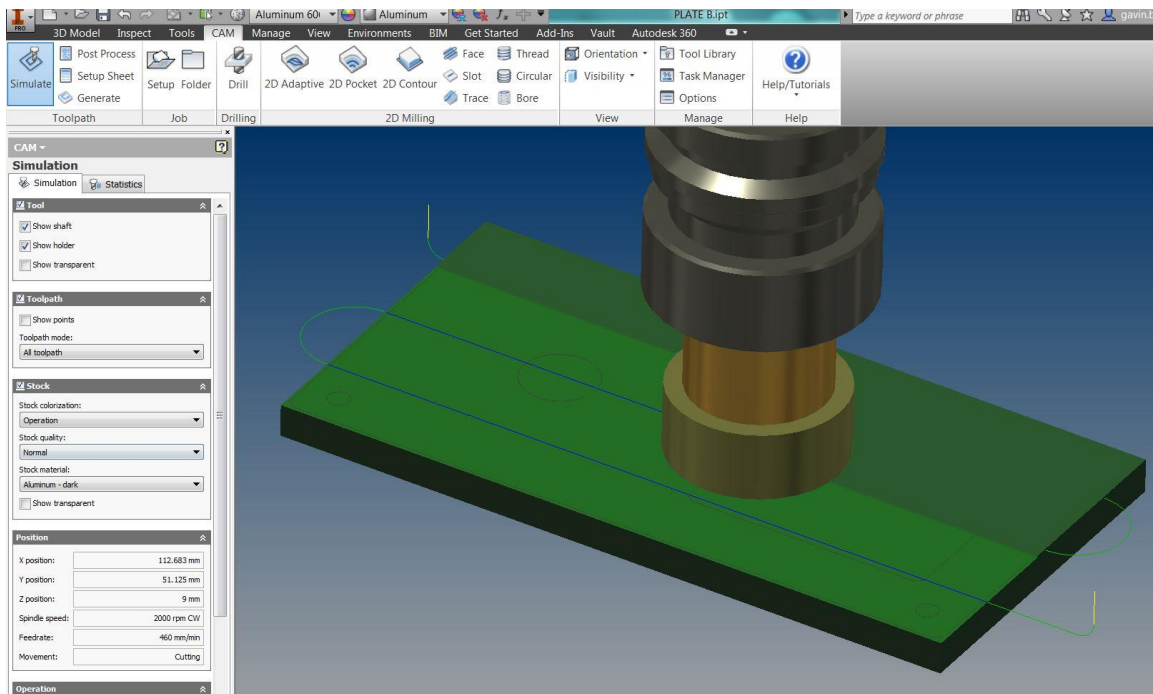 PRO
Aluminum 60
Aluminum
PLATE B.ipt
Type a keyword or phrase
gavin.b
3D Model Inspect Tools CAM Manage View Environments BIM Get Started Add-Ins Vault Autodesk 360
Simulate
Post Process
Setup Sheet
Generate
Setup Folder
Drill
2D Adaptive 2D Pocket 2D Contour
Face Thread
Slot Circular
Trace Bore
Orientation
Visibility
Tool Library
Task Manager
Options
Help/Tutorials
Toolpath Job Drilling 2D Milling View Manage Help
CAM
Simulation
Simulation Statistics
Tool
Show shaft
Show holder
Show transparent
Toolpath
Show points
Toolpath mode:
All toolpath
Stock
Stock colorization:
Operation
Stock quality:
Normal
Stock material:
Aluminum - dark
Show transparent
Position
X position: 112.683 mm
Y position: 51.125 mm
Z position: 9 mm
Spindle speed: 2000 rpm CW
Feedrate: 460 mm/min
Movement: Cutting
Operation